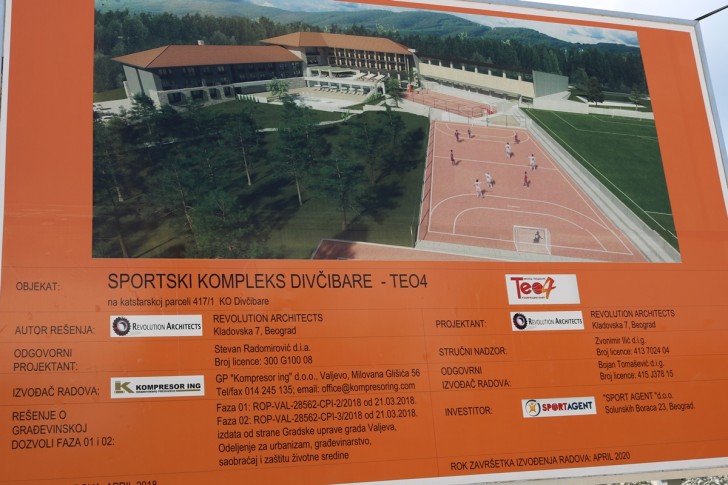 OBJEKAT: SPORTSKI KOMPLEKS DIVČIBARE - TEO4
na katstarskoj parceli 417/1 KO Divčibare
Teo4
AUTOR REŠENJA: REVOLUTION ARCHITECTS REVOLUTION ARCHITECTS
Kladovska 7, Beograd
ODGOVORNI
PROJEKTANT:
Stevan Radomirović d.i.a.
Broj licence: 300 G100 08
IZVOĐAČ RADOVA: KOMPRESOR ING
GP "Kompresor ing" d.o.o., Valjevo, Milovana Glišića 56
Tel/fax 014 245 135; email: office@kompresoring.com
REŠENJE O
GRAĐEVINSKOJ
DOZVOLI FAZA 01 i 02:
Faza 01: ROP-VAL-28562-CPI-2/2018 od 21.03.2018.
Faza 02: ROP-VAL-28562-CPI-3/2018 od 21.03.2018.
izdata od strane Gradske uprave grada Valjeva,
Odeljenje za urbanizam, građevinarstvo,
saobraćaj i zaštitu životne sredine
APRIL 2018
PROJEKTANT: REVOLUTION ARCHITECTS REVOLUTION ARCHITECTS
Kladovska 7, Beograd
STRUČNI NADZOR:
Zvonimir Ilić d.i.g.
Broj licence: 413 7024 04
ODGOVRNI
IZVOĐAČ RADOVA:
Bojan Tomašević d.i.g.
Broj licence: 415 J378 15
INVESTITOR: SPORTAGENT
"SPORT AGENT "d.o.o.
Solunskih Boraca 23, Beograd.
ROK ZAVRŠETKA IZVOĐENJA RADOVA: APRIL 2020